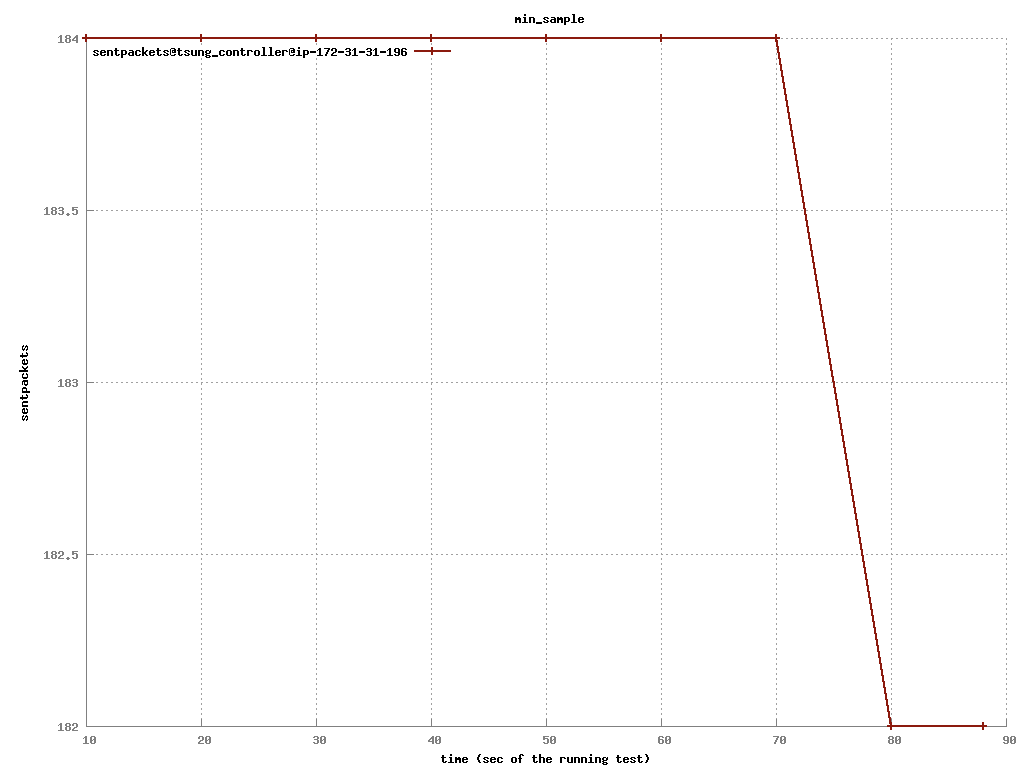 min_sample
184
sentpackets@tsung_controller@ip-172-31-31-196
183.5
183
sentpackets
182.5
182
10 20 30 40 50 60 70 80 90
time (sec of the running test)